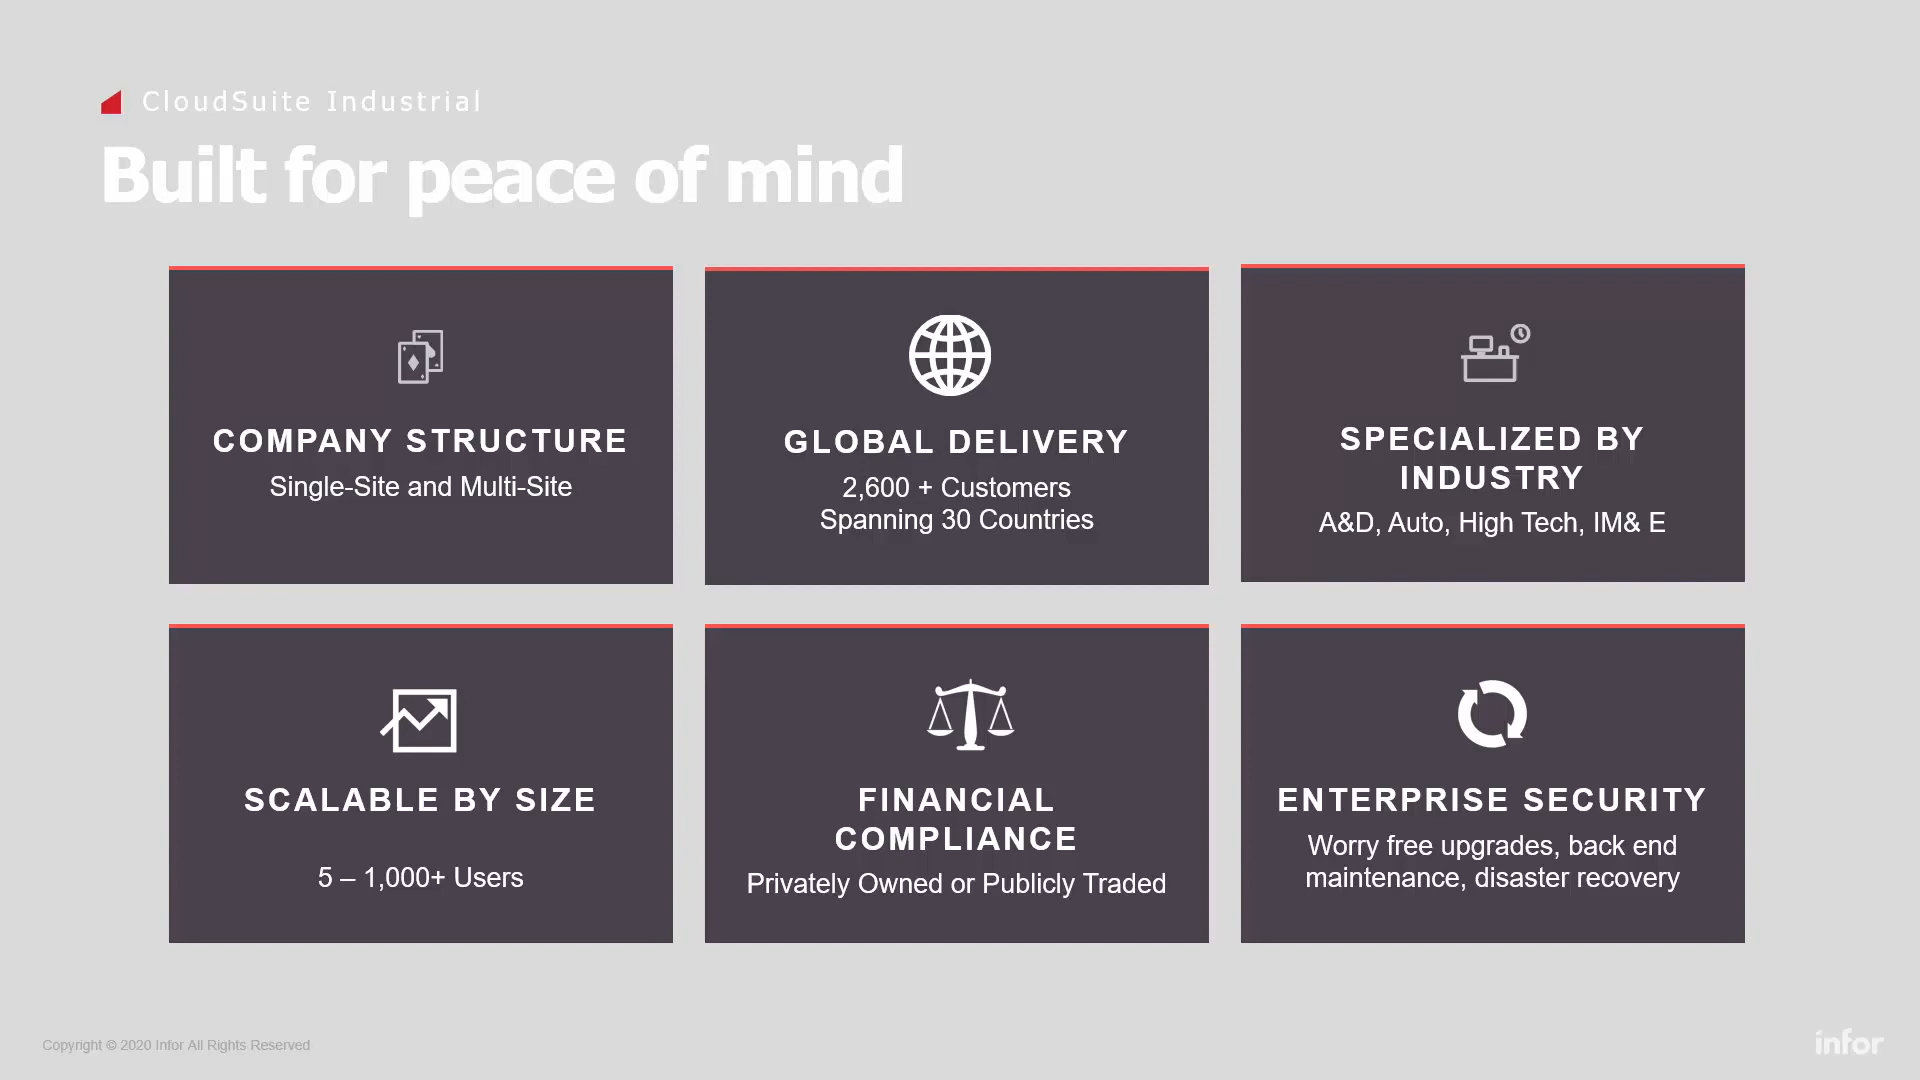 CloudSuite Industrial
Built for peace of mind
COMPANY STRUCTURE
Single-Site and Multi-Site
GLOBAL DELIVERY
2,600 + Customers
Spanning 30 Countries
SPECIALIZED BY
INDUSTRY
A&D, Auto, High Tech, IM& E
SCALABLE BY SIZE
5 – 1,000+ Users
FINANCIAL
COMPLIANCE
Privately Owned or Publicly Traded
ENTERPRISE SECURITY
Worry free upgrades, back end
maintenance, disaster recovery
Copyright © 2020 Infor All Rights Reserved
infor